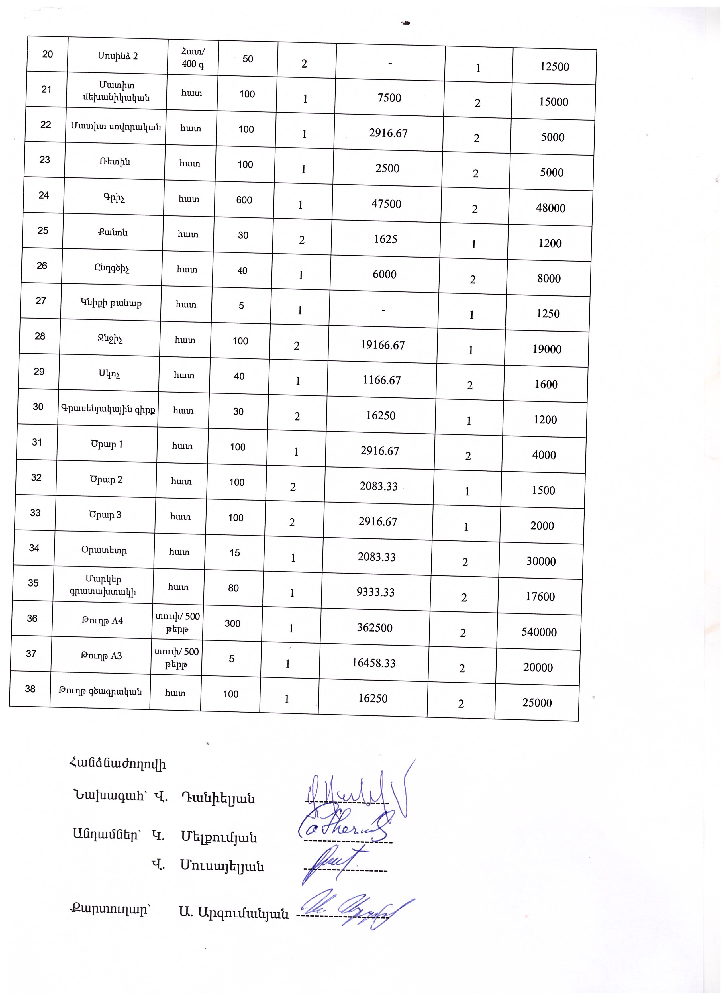 20 Սոսինձ 2 Հատ/ 400 գ 50 2 - 1 12500
21 Մատիտ մեխանիկական հատ 100 1 7500 2 15000
22 Մատիտ սովորական հատ 100 1 2916.67 2 5000
23 Ռետին հատ 100 1 2500 2 5000
24 Գրիչ հատ 600 1 47500 2 48000
25 Քանոն հատ 30 2 1625 1 1200
26 Ընդգծիչ հատ 40 1 6000 2 8000
27 Կնիքի թանաք հատ 5 1 - 1 1250
28 Ջնջիչ հատ 100 2 19166.67 1 19000
29 Սկոչ հատ 40 1 1166.67 2 1600
30 Գրասենյակային գիրք հատ 30 2 16250 1 1200
31 Ծրար 1 հատ 100 1 2916.67 2 4000
32 Ծրար 2 հատ 100 2 2083.33 1 1500
33 Ծրար 3 հատ 100 2 2916.67 1 2000
34 Օրատետր հատ 15 1 2083.33 2 30000
35 Մարկեր գրատախտակի հատ 80 1 9333.33 2 17600
36 Թուղթ A4 տուփ/ 500 թերթ 300 1 362500 2 540000
37 Թուղթ A3 տուփ/ 500 թերթ 5 1 16458.33 2 20000
38 Թուղթ գծագրական հատ 100 1 16250 2 25000
Հանձնաժողովի
Նախագահ՝ Վ. Դանիելյան
Անդամներ՝ Կ. Մելքումյան
Վ. Մուսայելյան
Քարտուղար՝ Ա. Արզումանյան